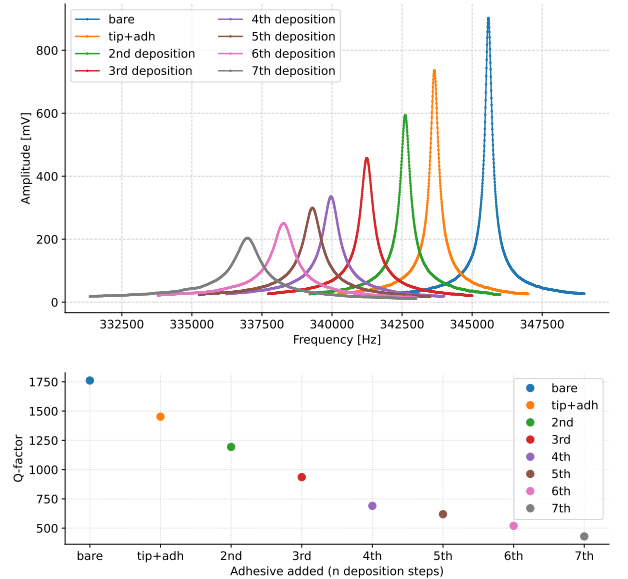 bare
tip+adh
2nd deposition
3rd deposition
4th deposition
5th deposition
6th deposition
7th deposition
Amplitude [mV]
800
600
400
200
0
332500 335000 337500 340000 342500 345000 347500
Frequency [Hz]
Q-factor
1750
1500
1250
1000
750
500
bare
tip+adh
2nd
3rd
4th
5th
6th
7th
bare tip+adh 2nd 3rd 4th 5th 6th 7th
Adhesive added (n deposition steps)